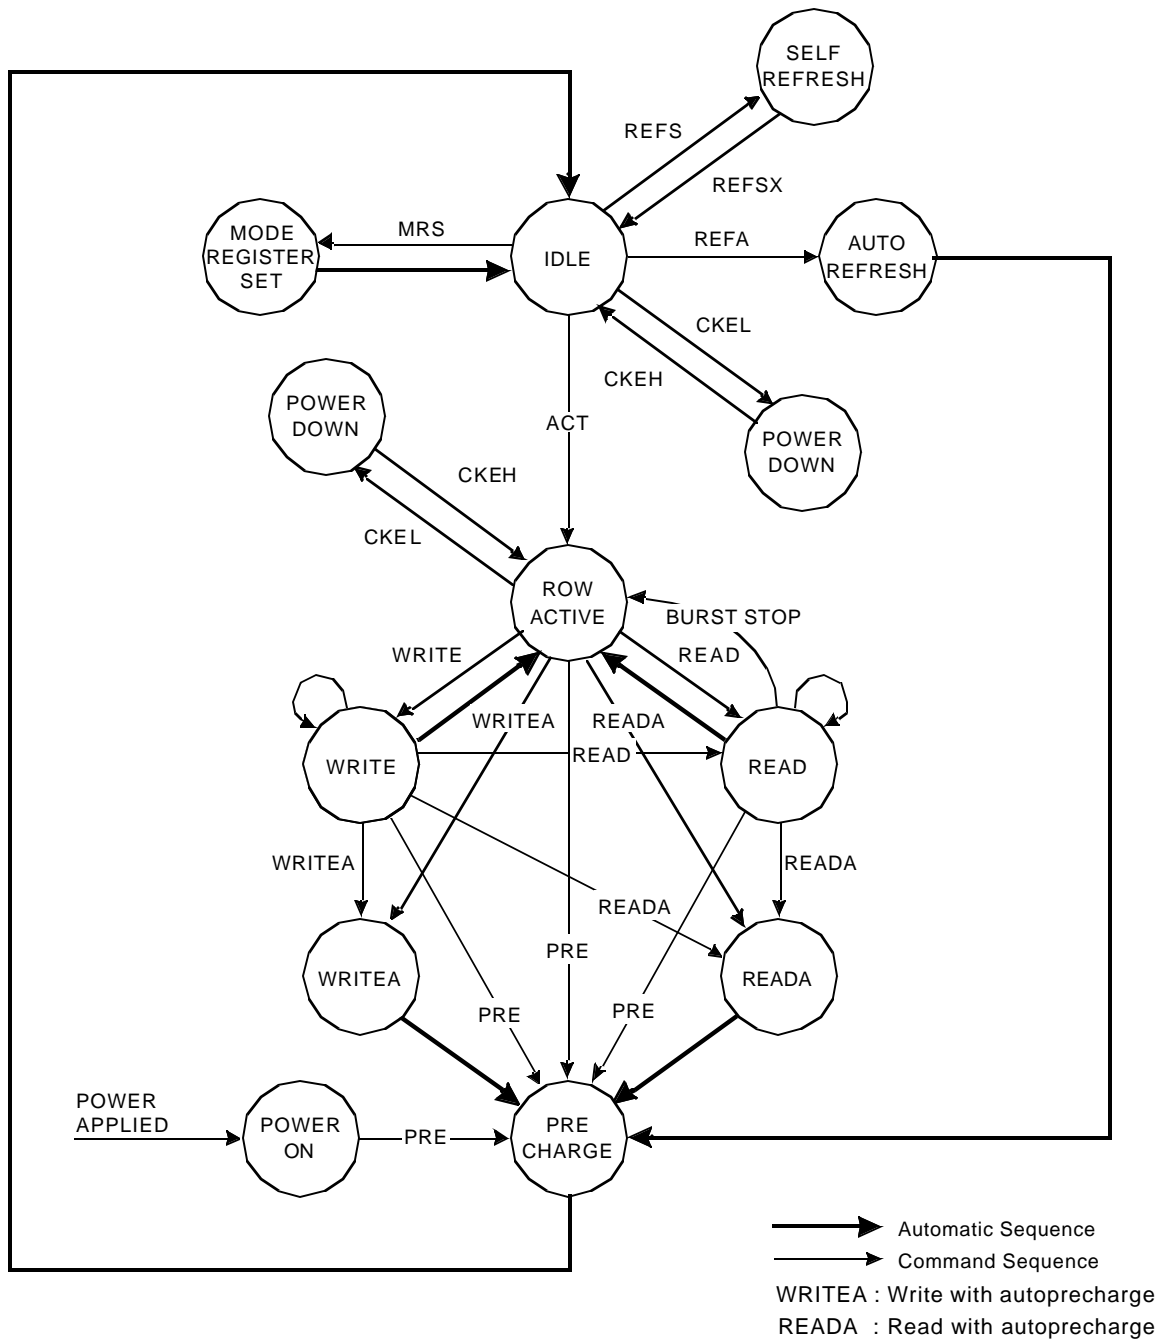 SELF
REFRESH
REFS
REFSX
MODE
REGISTER
SET
MRS
IDLE
REFA
AUTO
REFRESH
CKEL
CKEH
POWER
DOWN
ACT
POWER
DOWN
CKEH
CKEL
ROW
ACTIVE
BURST STOP
WRITE
READ
WRITEA
READA
WRITE
READ
READ
WRITEA
READA
READA
PRE
WRITEA
READA
PRE
PRE
POWER
APPLIED
POWER
ON
PRE
PRE
CHARGE
Automatic Sequence
Command Sequence
WRITEA : Write with autoprecharge
READA : Read with autoprecharge